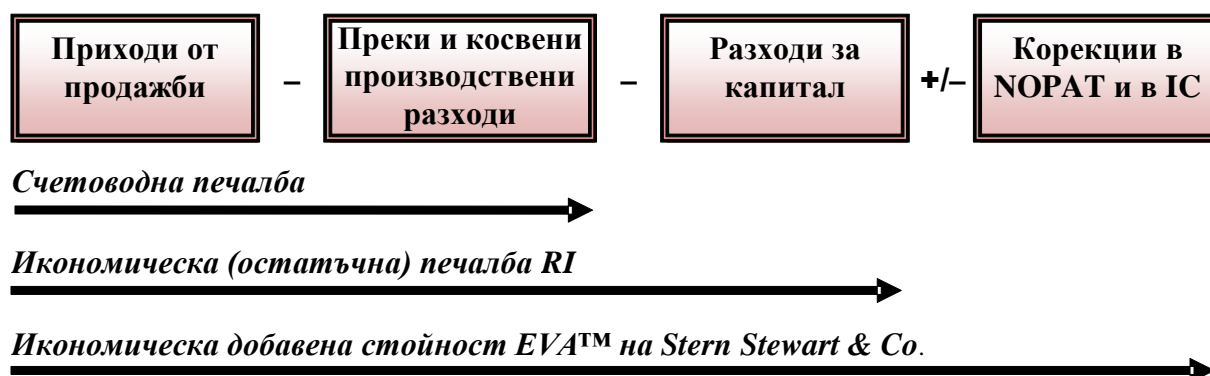 Приходи от
продажби
–
Преки и косвени
производствени
разходи
–
Разходи за
капитал
+/–
Корекции в
NOPAT и в IC
Счетоводна печалба
Икономическа (остатъчна) печалба RI
Икономическа добавена стойност EVA™ на Stern Stewart & Co.